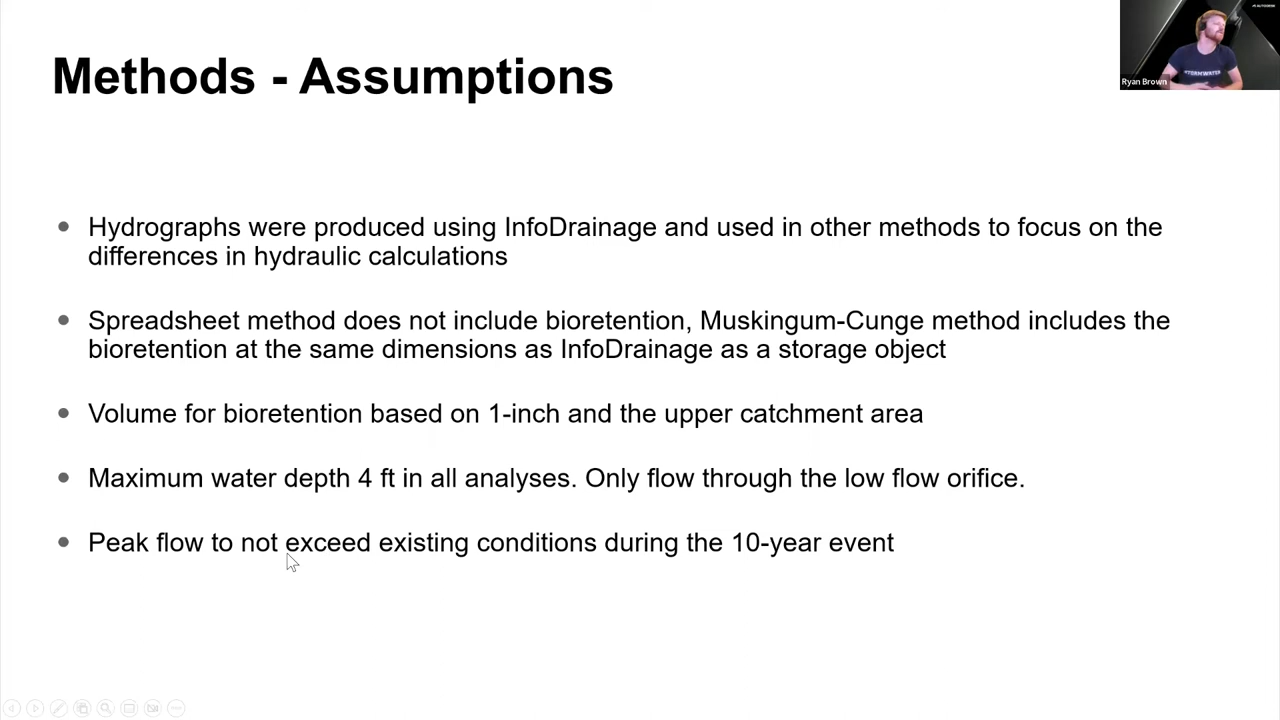 Methods - Assumptions
AUTODESK
STORMWATER
Ryan Brown
Hydrographs were produced using InfoDrainage and used in other methods to focus on the
differences in hydraulic calculations
Spreadsheet method does not include bioretention, Muskingum-Cunge method includes the
bioretention at the same dimensions as InfoDrainage as a storage object
Volume for bioretention based on 1-inch and the upper catchment area
Maximum water depth 4 ft in all analyses. Only flow through the low flow orifice.
Peak flow to not exceed existing conditions during the 10-year event